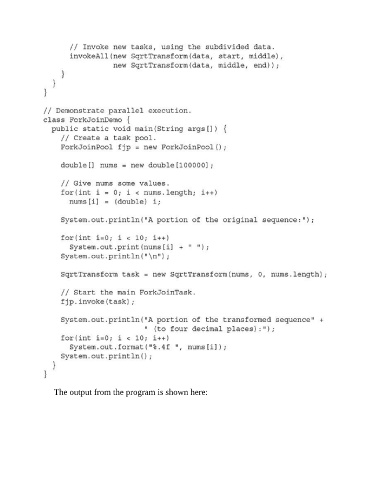 // Invoke new tasks, using the subdivided data.
invokeAll(new SqrtTransform(data, start, middle),
new SqrtTransform(data, middle, end));
}
}
}
// Demonstrate parallel execution.
class ForkJoinDemo {
public static void main(String args[]) {
// Create a task pool.
ForkJoinPool fjp = new ForkJoinPool();
double[] nums = new double[100000];
// Give nums some values.
for(int i = 0; i < nums.length; i++)
nums[i] = (double) i;
System.out.println("A portion of the original sequence:");
for(int i=0; i < 10; i++)
System.out.print(nums[i] + " ");
System.out.println("\n");
SqrtTransform task = new SqrtTransform(nums, 0, nums.length);
// Start the main ForkJoinTask.
fjp.invoke(task);
System.out.println("A portion of the transformed sequence" +
" (to four decimal places):");
for(int i=0; i < 10; i++)
System.out.format("%.4f ", nums[i]);
System.out.println();
}
}
The output from the program is shown here: